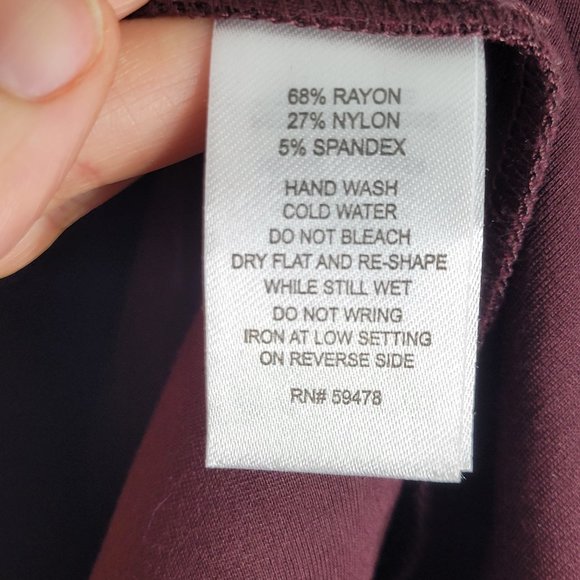 68% RAYON
27% NYLON
5% SPANDEX
HAND WASH
COLD WATER
DO NOT BLEACH
DRY FLAT AND RE-SHAPE
WHILE STILL WET
DO NOT WRING
IRON AT LOW SETTING
ON REVERSE SIDE
RN# 59478